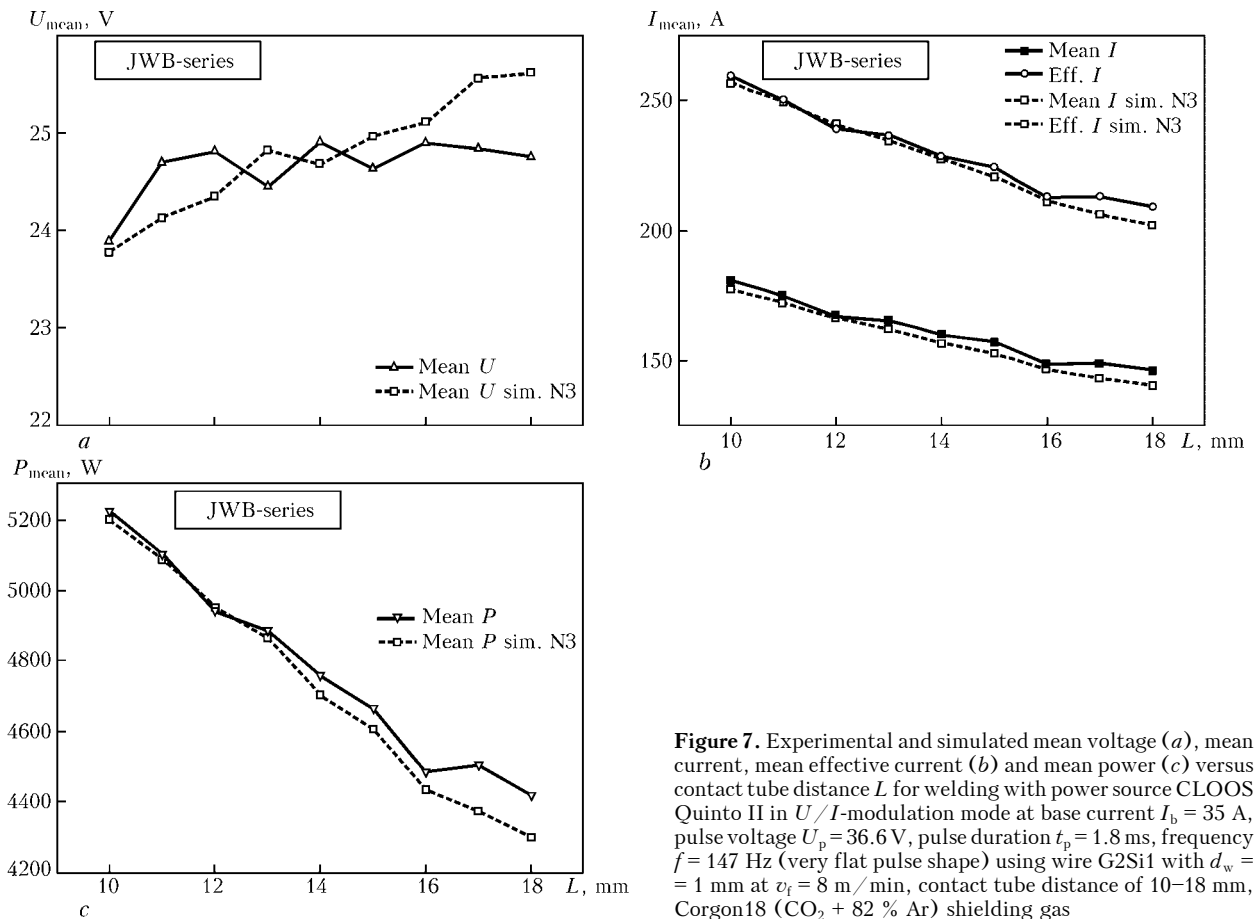 U_mean, V
JWB-series
25
24
23
22
Mean U
Mean U sim. N3
a
I_mean, A
JWB-series
Mean I
Eff. I
Mean I sim. N3
Eff. I sim. N3
250
200
150
10 12 14 16 18 L, mm
b
P_mean, W
JWB-series
5200
5000
4800
4600
4400
4200
Mean P
Mean P sim. N3
10 12 14 16 18 L, mm
c
Figure 7. Experimental and simulated mean voltage (a), mean
current, mean effective current (b) and mean power (c) versus
contact tube distance L for welding with power source CLOOS
Quinto II in U/I-modulation mode at base current I_b = 35 A,
pulse voltage U_p = 36.6 V, pulse duration t_p = 1.8 ms, frequency
f = 147 Hz (very flat pulse shape) using wire G2Si1 with d_w =
= 1 mm at v_f = 8 m/min, contact tube distance of 10–18 mm,
Corgon18 (CO₂ + 82 % Ar) shielding gas